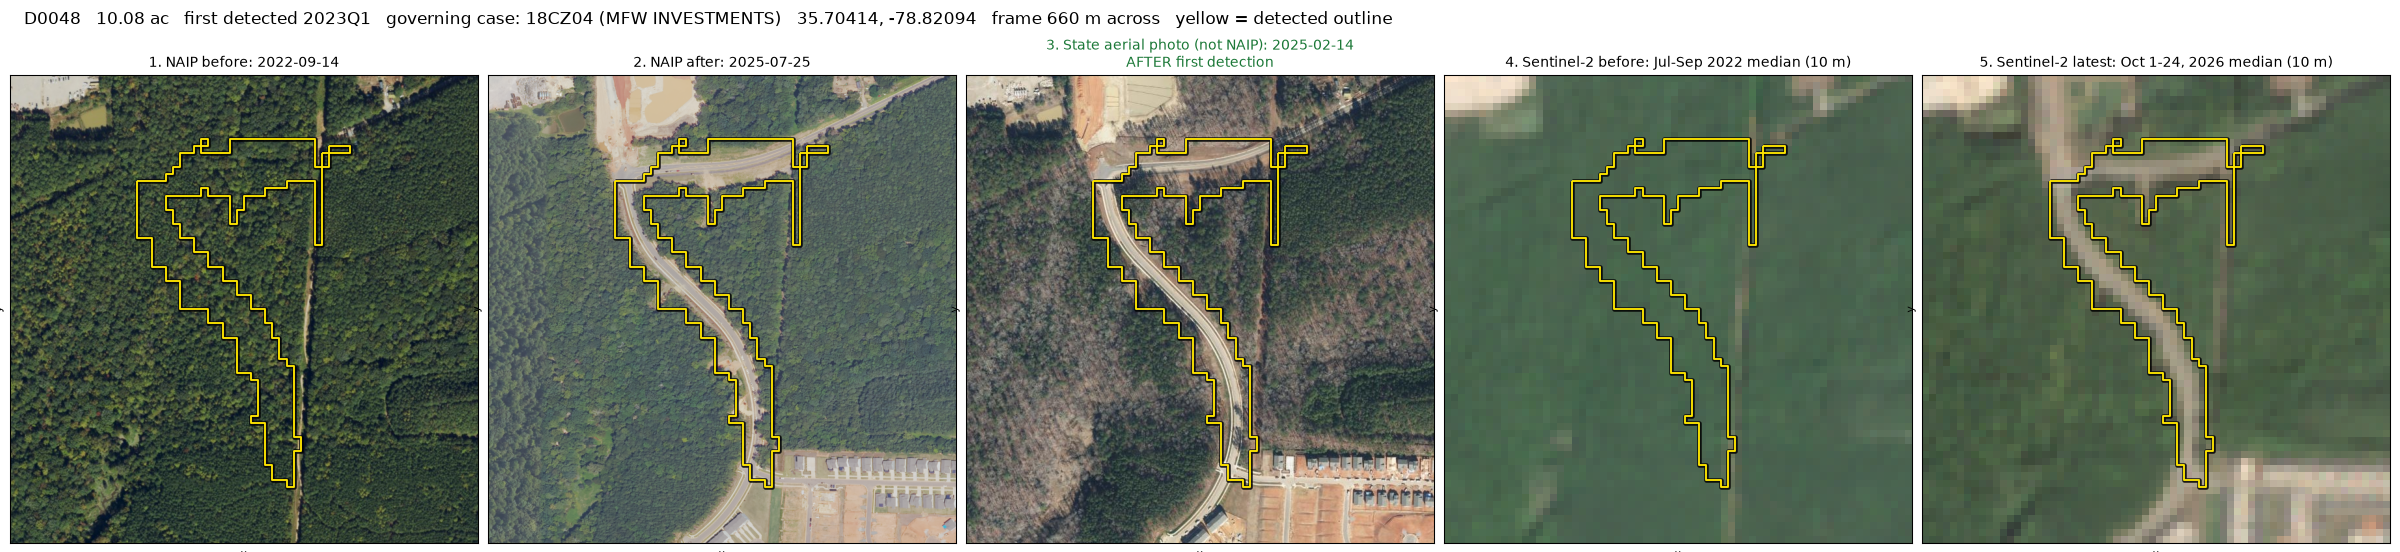 D0048   10.08 ac   first detected 2023Q1   governing case: 18CZ04 (MFW INVESTMENTS)   35.70414, -78.82094   frame 660 m across   yellow = detected outline
1. NAIP before: 2022-09-14
2. NAIP after: 2025-07-25
3. State aerial photo (not NAIP): 2025-02-14
AFTER first detection
4. Sentinel-2 before: Jul-Sep 2022 median (10 m)
5. Sentinel-2 latest: Oct 1-24, 2026 median (10 m)